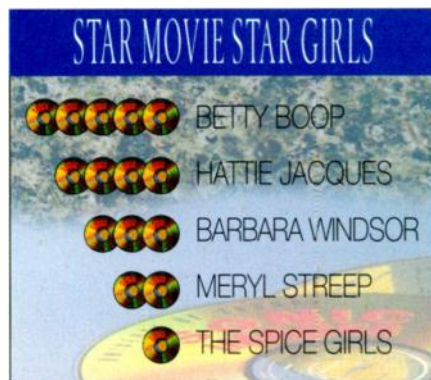 STAR MOVIE STAR GIRLS
BETTY BOOP
HATTIE JACQUES
BARBARA WINDSOR
MERYL STREEP
THE SPICE GIRLS